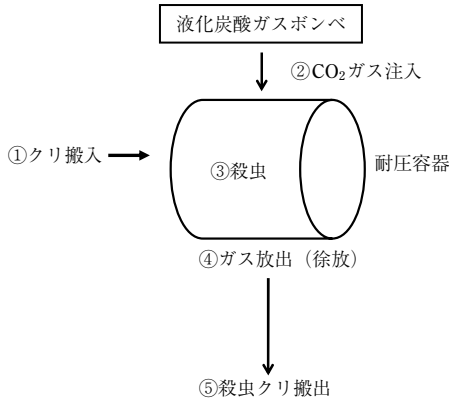 液化炭酸ガスボンベ
②CO₂ガス注入
①クリ搬入
③殺虫
耐圧容器
④ガス放出（徐放）
⑤殺虫クリ搬出